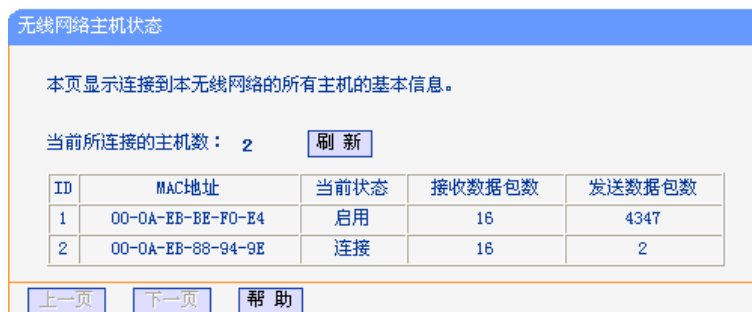 无线网络主机状态
本页显示连接到本无线网络的所有主机的基本信息。
当前所连接的主机数： 2 刷 新
ID MAC地址 当前状态 接收数据包数 发送数据包数
1 00-0A-EB-BE-F0-E4 启用 16 4347
2 00-0A-EB-88-94-9E 连接 16 2
上一页 下一页 帮 助